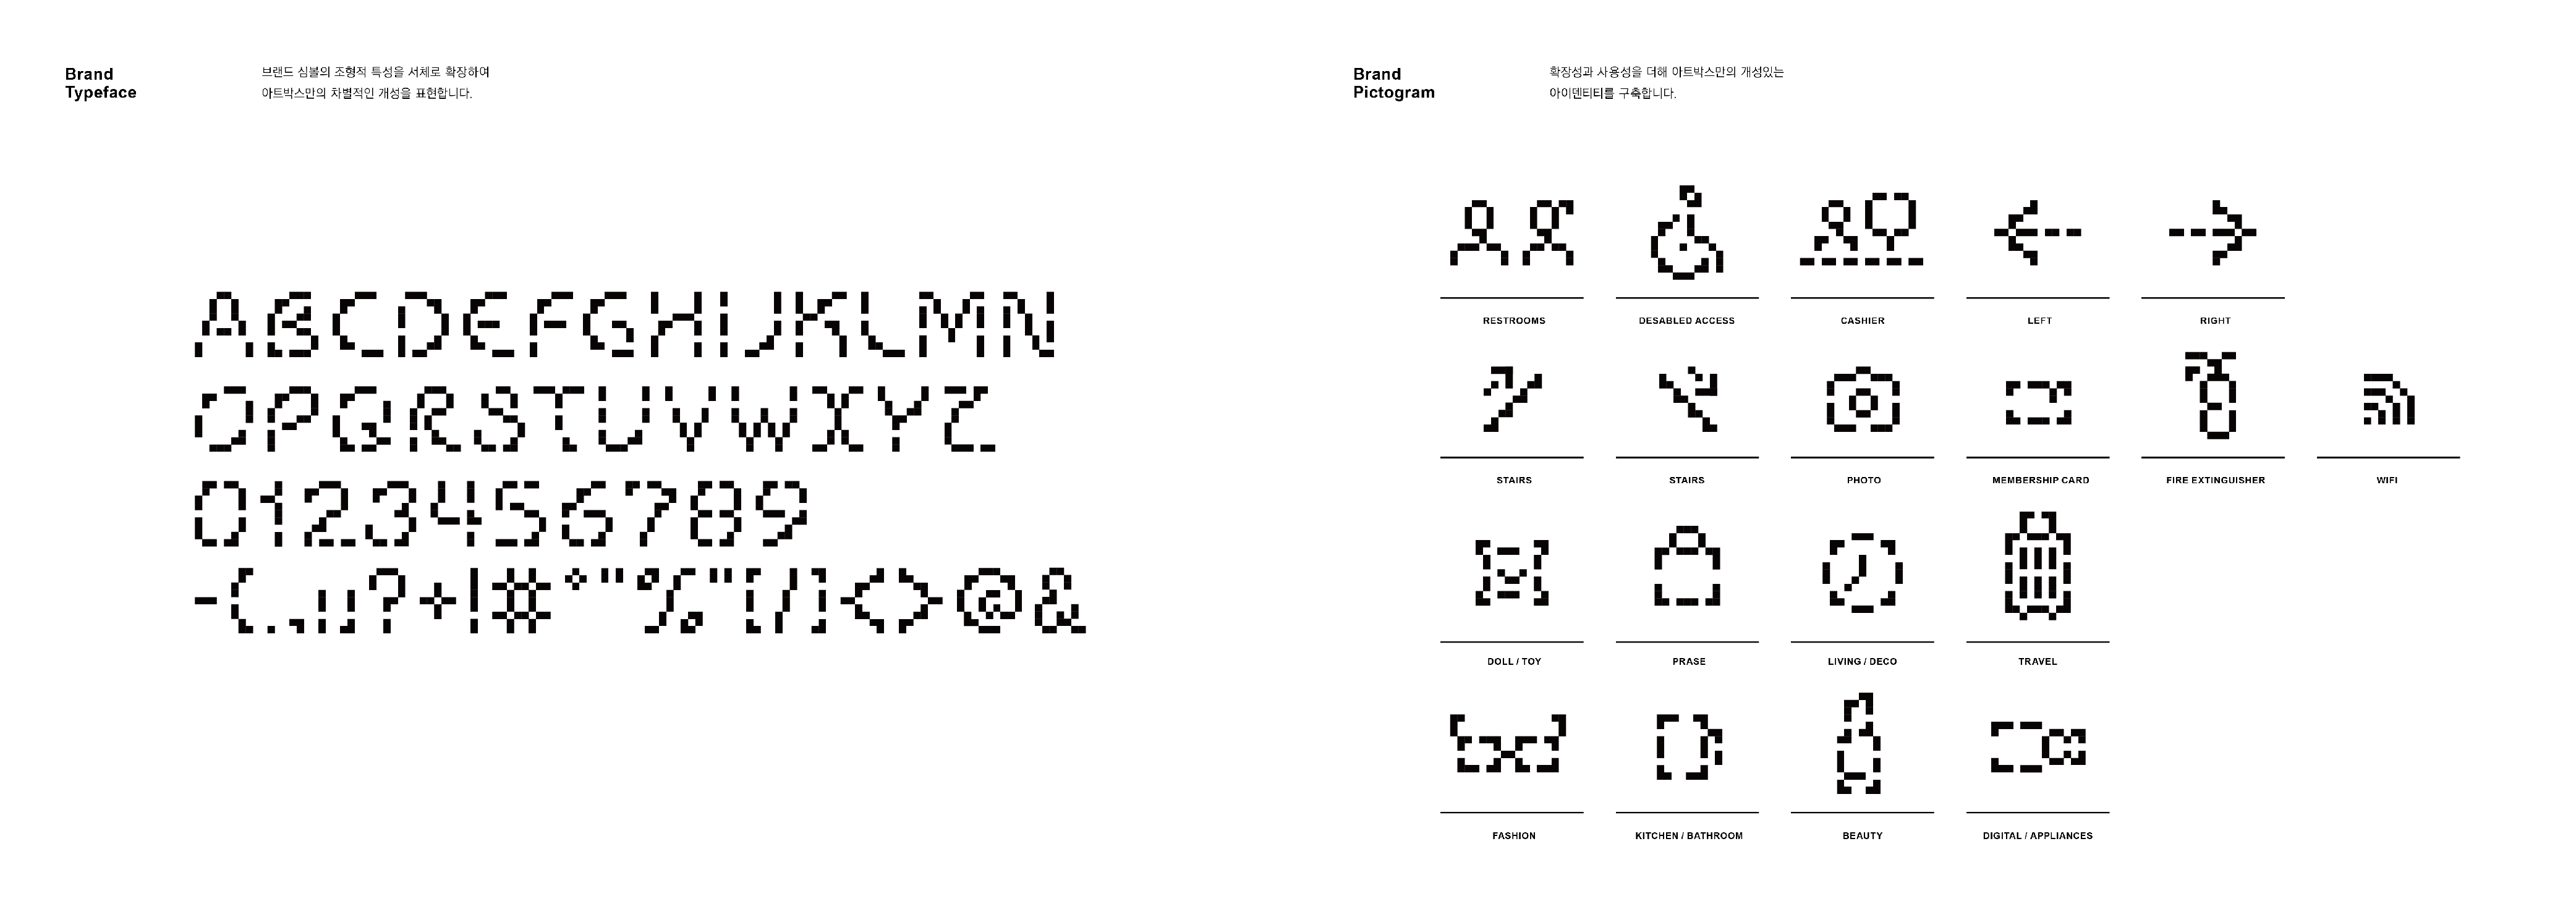 Brand
Typeface
브랜드 심볼의 조형적 특성을 서체로 확장하여
아트박스만의 차별적인 개성을 표현합니다.
ABCDEFGHIJKLMN
OPQRSTUVWXYZ
0123456789
-(.,ıȷ?+!#°"%‚"[/]<>@&
Brand
Pictogram
확장성과 사용성을 더해 아트박스만의 개성있는
아이덴티티를 구축합니다.
RESTROOMS DESABLED ACCESS CASHIER LEFT RIGHT
STAIRS STAIRS PHOTO MEMBERSHIP CARD FIRE EXTINGUISHER WIFI
DOLL / TOY PRASE LIVING / DECO TRAVEL
FASHION KITCHEN / BATHROOM BEAUTY DIGITAL / APPLIANCES